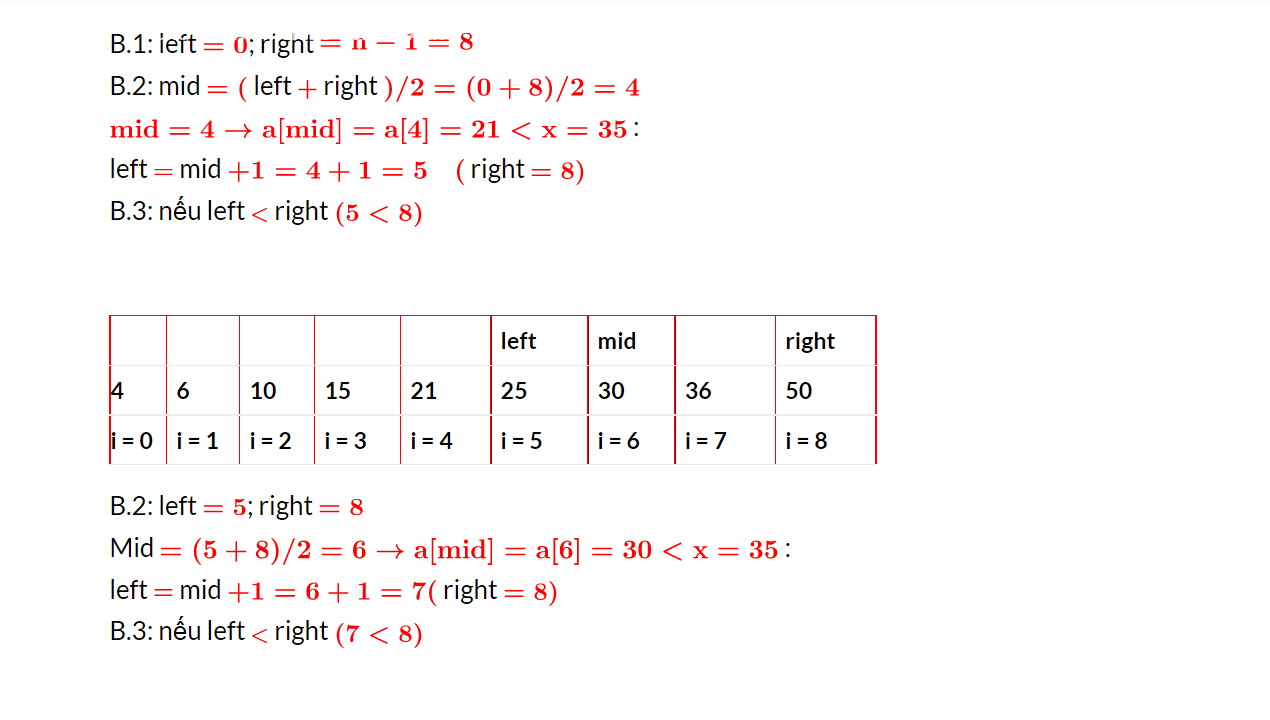 B.1: left = 0; right = n − 1 = 8
B.2: mid = ( left + right )/2 = (0 + 8)/2 = 4
mid = 4 → a[mid] = a[4] = 21 < x = 35 :
left = mid +1 = 4 + 1 = 5 ( right = 8)
B.3: nếu left < right (5 < 8)
left mid right
4 6 10 15 21 25 30 36 50
i = 0 i = 1 i = 2 i = 3 i = 4 i = 5 i = 6 i = 7 i = 8
B.2: left = 5; right = 8
Mid = (5 + 8)/2 = 6 → a[mid] = a[6] = 30 < x = 35 :
left = mid +1 = 6 + 1 = 7( right = 8)
B.3: nếu left < right (7 < 8)